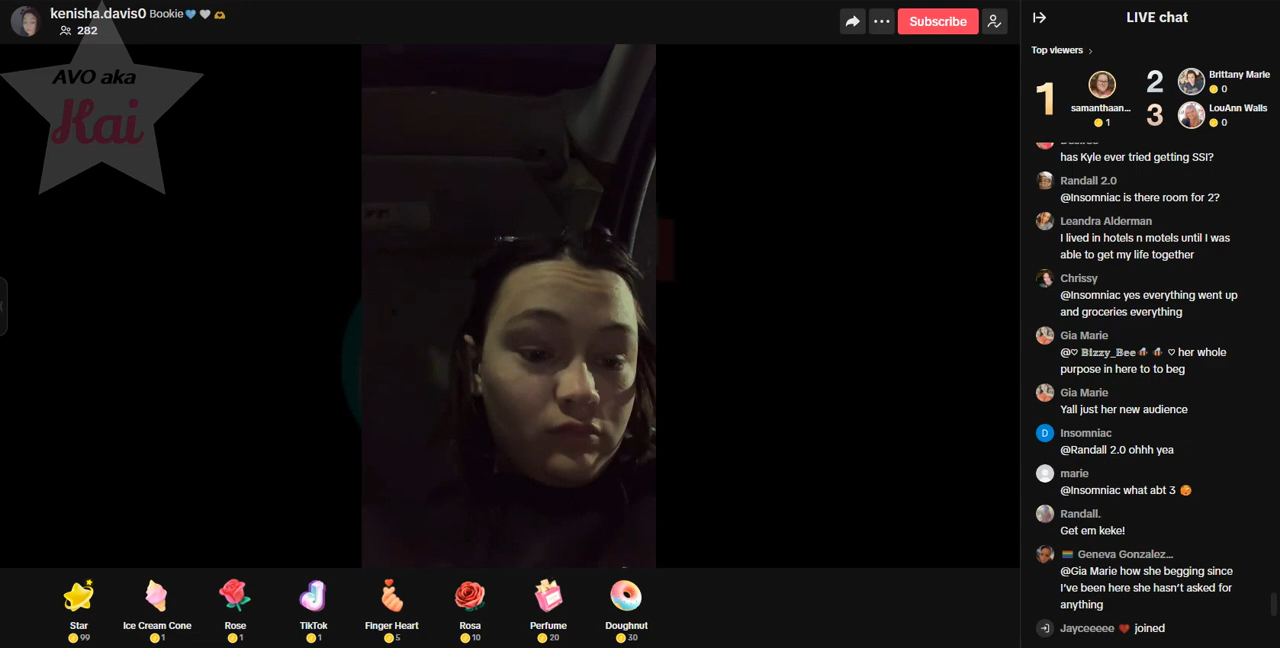 kenisha.davis0 Bookie💙🤍🫶
282
Subscribe
AVO aka
Kai
LIVE chat
Top viewers
1
samthaan...
1
2
Brittany Marie
0
3
LouAnn Walls
0
has Kyle ever tried getting SSI?
Randall 2.0
@Insomniac is there room for 2?
Leandra Alderman
I lived in hotels n motels until I was
able to get my life together
Chrissy
@Insomniac yes everything went up
and groceries everything
Gia Marie
@♡ 𝔹𝕚𝕫𝕫𝕪_𝔹𝕖𝕖🐝 🐝 ♡ her whole
purpose in here to to beg
Gia Marie
Yall just her new audience
D
Insomniac
@Randall 2.0 ohhh yea
marie
@Insomniac what abt 3 🥵
Randall.
Get em keke!
Geneva Gonzalez...
@Gia Marie how she begging since
I've been here she hasn't asked for
anything
Jayceeeee ❤️ joined
Star
99
Ice Cream Cone
1
Rose
1
TikTok
1
Finger Heart
5
Rosa
10
Perfume
20
Doughnut
30